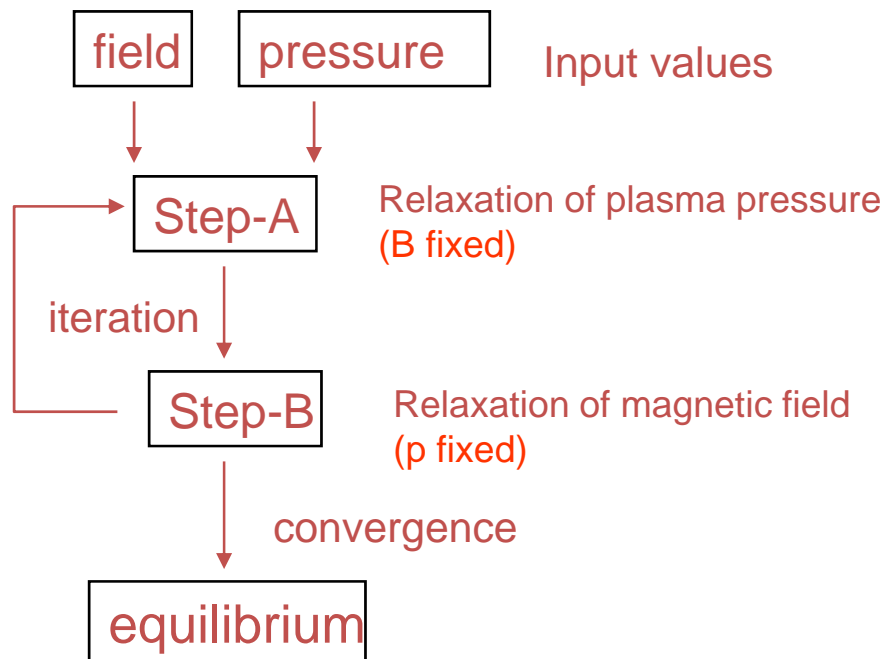 field
pressure
Input values
Step-A
Relaxation of plasma pressure
(B fixed)
iteration
Step-B
Relaxation of magnetic field
(p fixed)
convergence
equilibrium